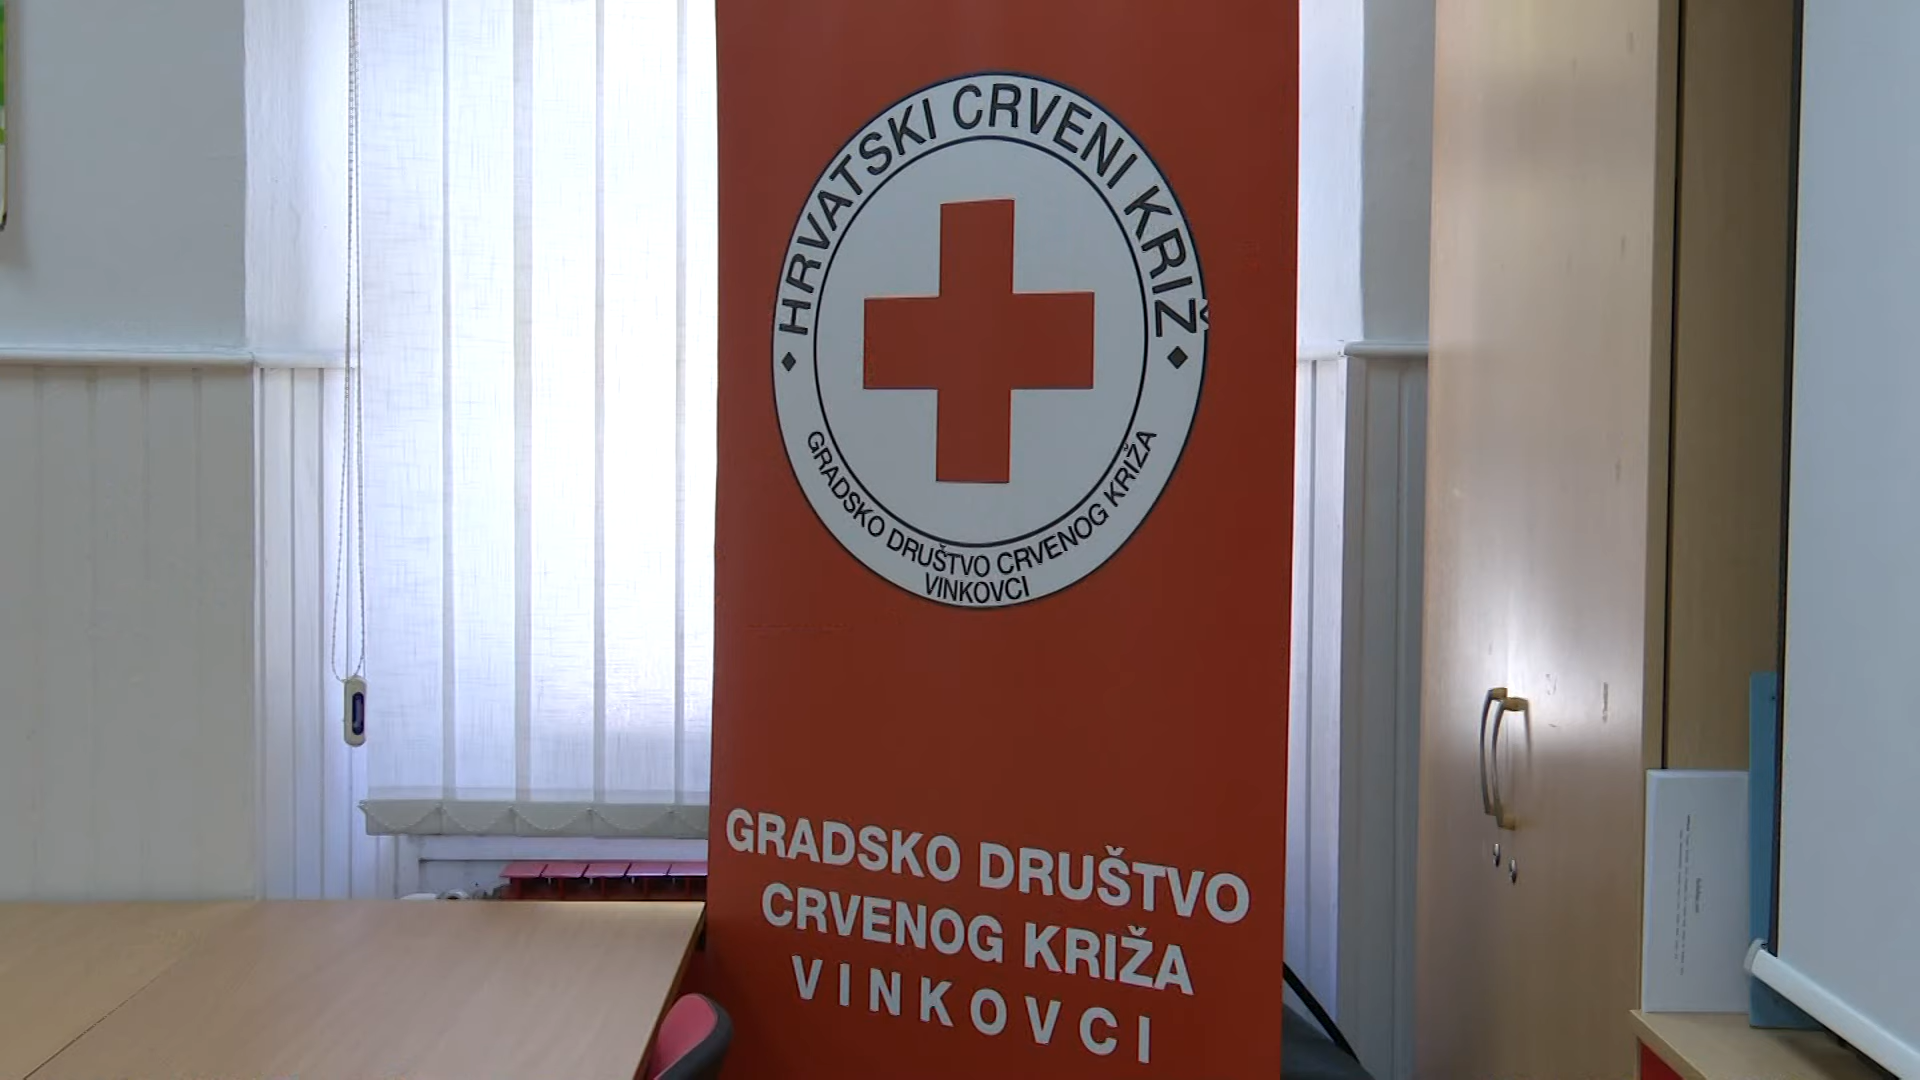 HRVATSKI CRVENI KRIŽ
GRADSKO DRUŠTVO CRVENOG KRIŽA
VINKOVCI
GRADSKO DRUŠTVO
CRVENOG KRIŽA
VINKOVCI